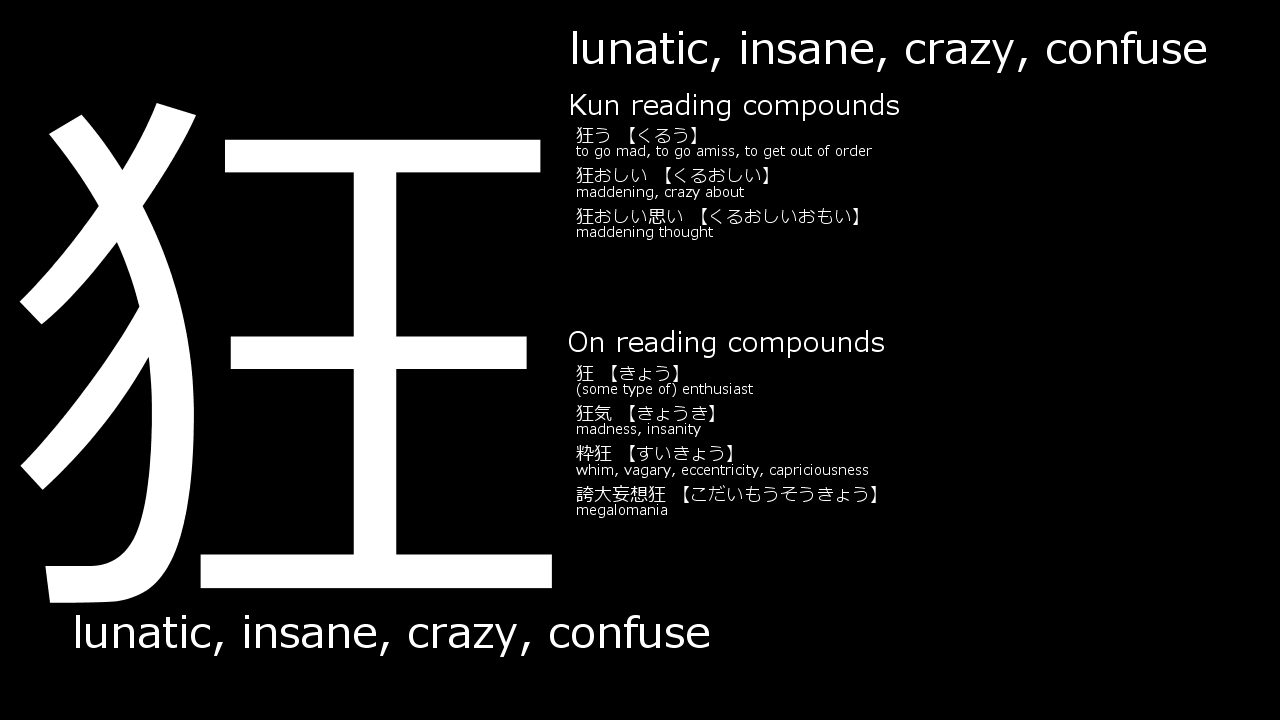 狂
lunatic, insane, crazy, confuse
Kun reading compounds
狂う 【くるう】
to go mad, to go amiss, to get out of order
狂おしい 【くるおしい】
maddening, crazy about
狂おしい思い 【くるおしいおもい】
maddening thought
On reading compounds
狂 【きょう】
(some type of) enthusiast
狂気 【きょうき】
madness, insanity
粋狂 【すいきょう】
whim, vagary, eccentricity, capriciousness
誇大妄想狂 【こだいもうそうきょう】
megalomania
lunatic, insane, crazy, confuse